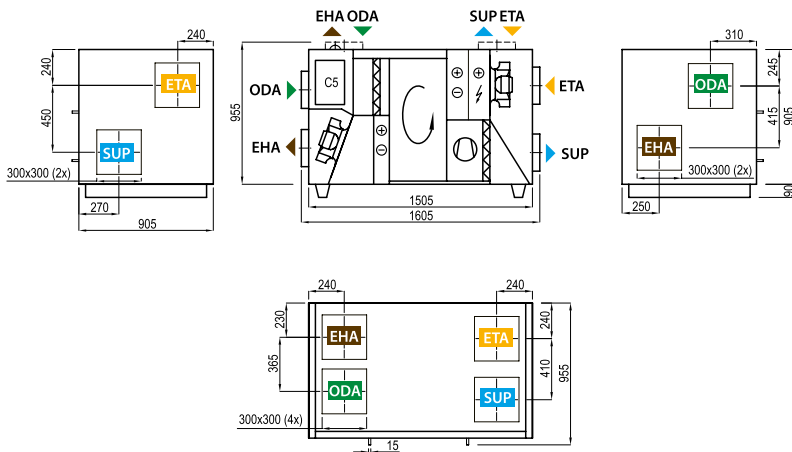 240
240
ETA
450
SUP
300x300 (2x)
270
905
EHA ODA
SUP ETA
955
ODA
C5
ETA
EHA
SUP
1505
1605
310
ODA
245
415
905
EHA
300x300 (2x)
90
250
240
240
230
EHA
ETA
240
365
410
955
ODA
SUP
300x300 (4x)
15